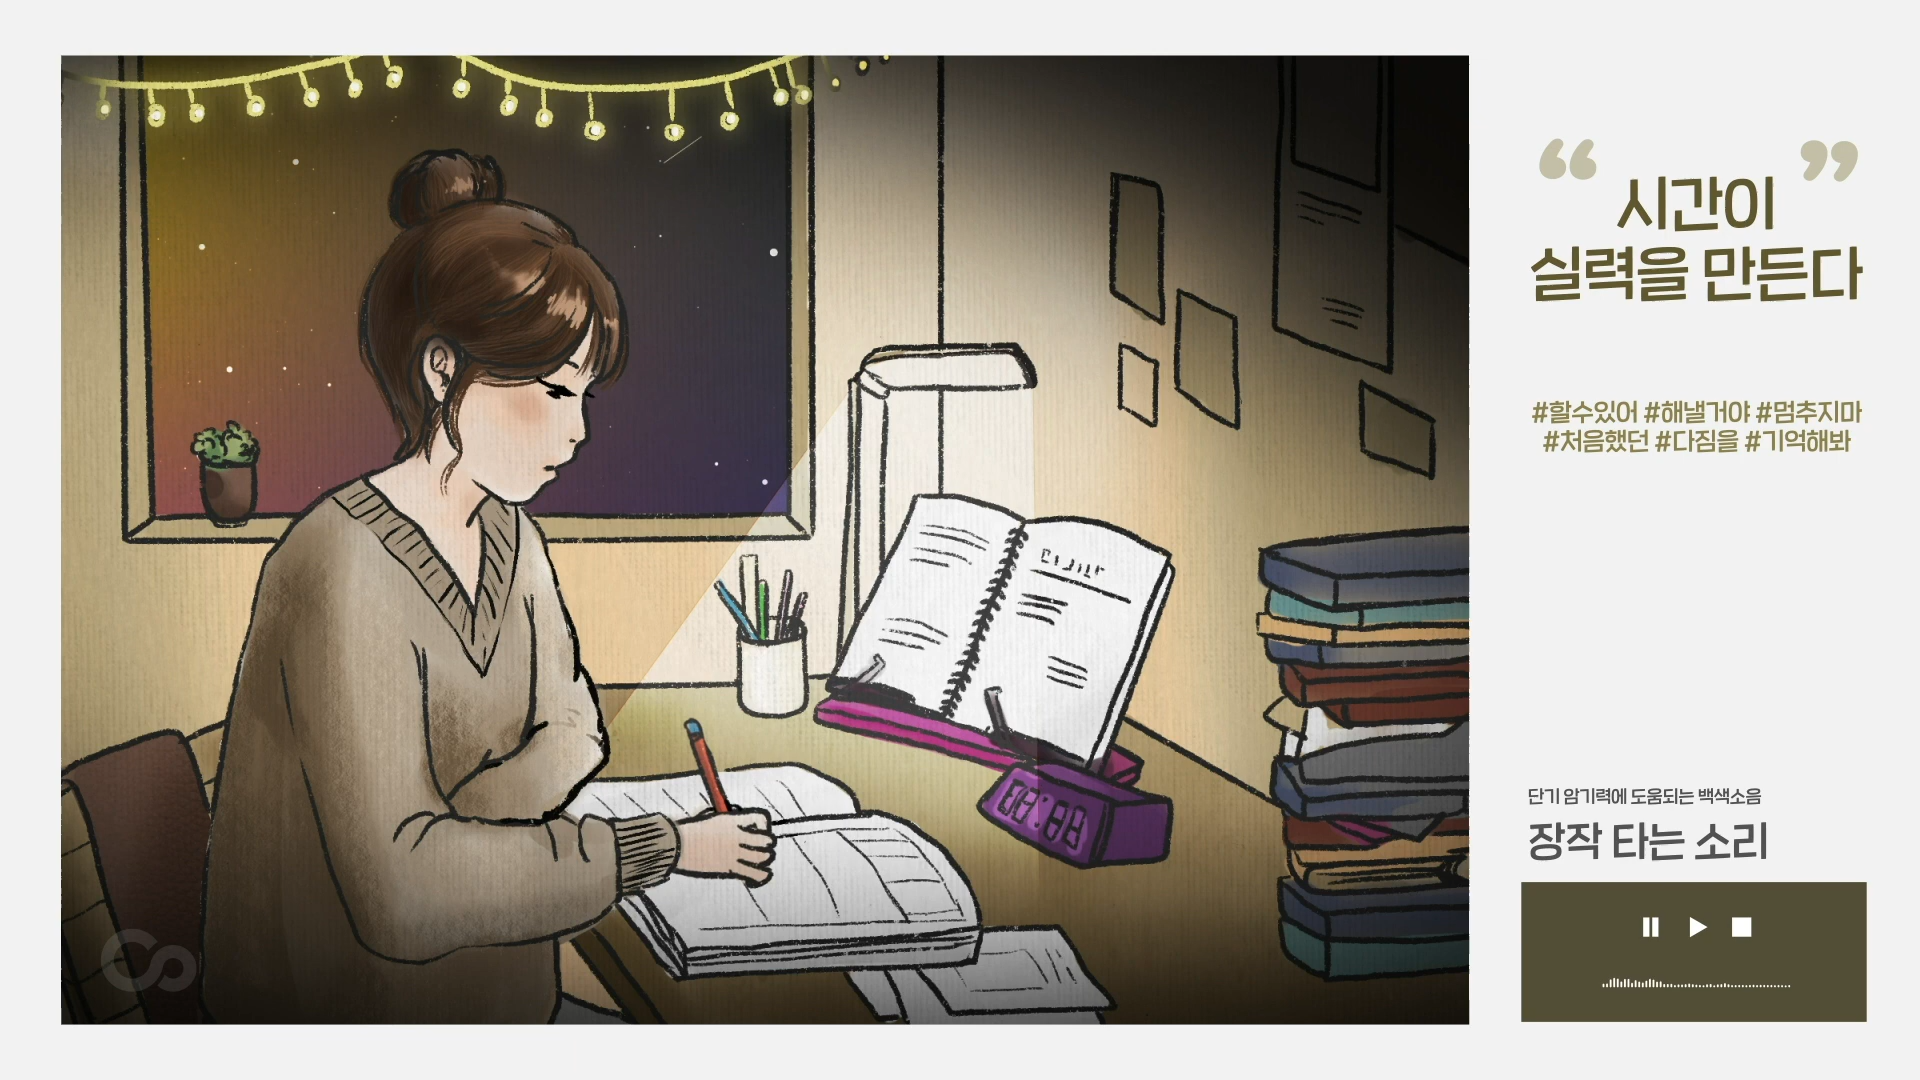 “ 시간이 ”
실력을 만든다
#할수있어 #해낼거야 #멈추지마
#처음했던 #다짐을 #기억해봐
단기 암기력에 도움되는 백색소음
장작 타는 소리